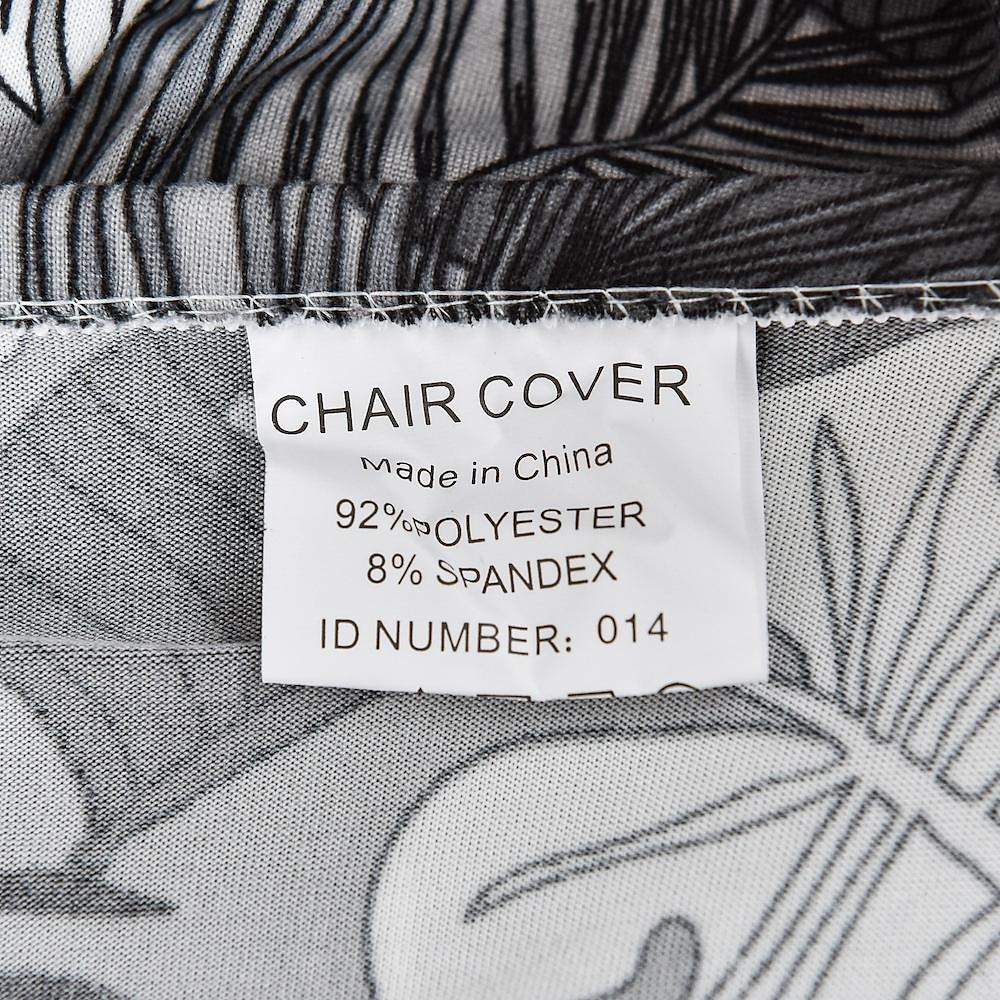 CHAIR COVER
Made in China
92%POLYESTER
8% SPANDEX
ID NUMBER: 014